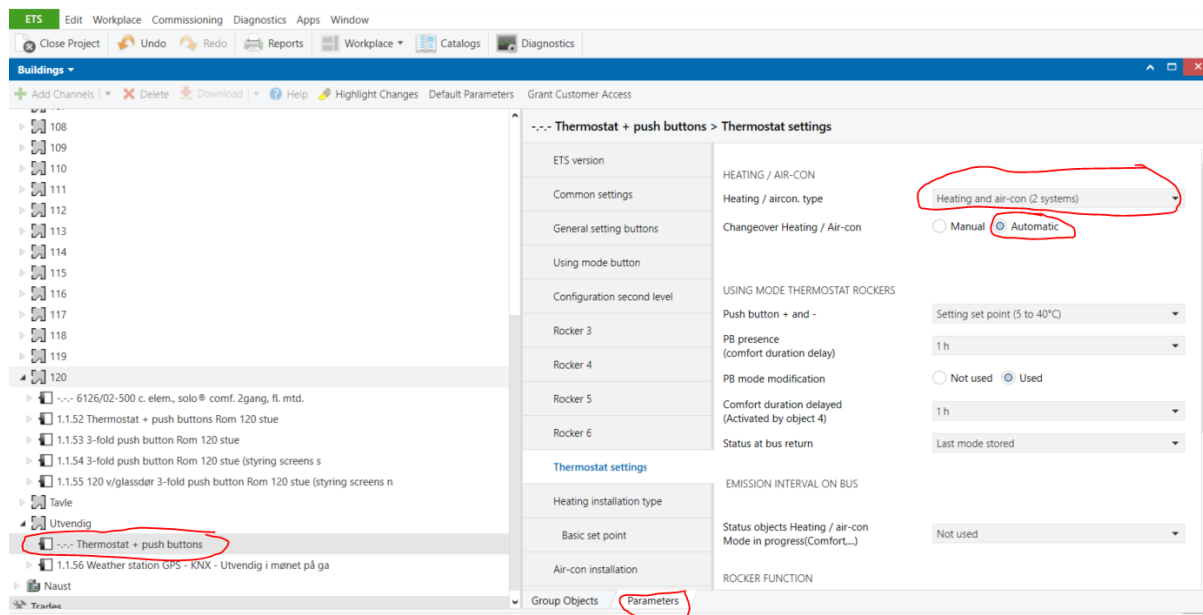 ETS Edit Workplace Commissioning Diagnostics Apps Window
Close Project Undo Redo Reports Workplace Catalogs Diagnostics
Buildings
Add Channels Delete Download Help Highlight Changes Default Parameters Grant Customer Access
108
109
110
111
112
113
114
115
116
117
118
119
120
-.-.- 6126/02-500 c. elem., solo® comf. 2gang, fl. mtd.
1.1.52 Thermostat + push buttons Rom 120 stue
1.1.53 3-fold push button Rom 120 stue
1.1.54 3-fold push button Rom 120 stue (styring screens s
1.1.55 120 v/glassdør 3-fold push button Rom 120 stue (styring screens n
Tavle
Utvendig
-.-.- Thermostat + push buttons
1.1.56 Weather station GPS - KNX - Utvendig i mønet på ga
Naust
Trades
-.-.- Thermostat + push buttons > Thermostat settings
ETS version
Common settings
General setting buttons
Using mode button
Configuration second level
Rocker 3
Rocker 4
Rocker 5
Rocker 6
Thermostat settings
Heating installation type
Basic set point
Air-con installation
HEATING / AIR-CON
Heating / aircon. type Heating and air-con (2 systems)
Changeover Heating / Air-con Manual Automatic
USING MODE THERMOSTAT ROCKERS
Push button + and - Setting set point (5 to 40°C)
PB presence
(comfort duration delay) 1 h
PB mode modification Not used Used
Comfort duration delayed
(Activated by object 4) 1 h
Status at bus return Last mode stored
EMISSION INTERVAL ON BUS
Status objects Heating / air-con
Mode in progress(Comfort,...) Not used
ROCKER FUNCTION
Group Objects Parameters